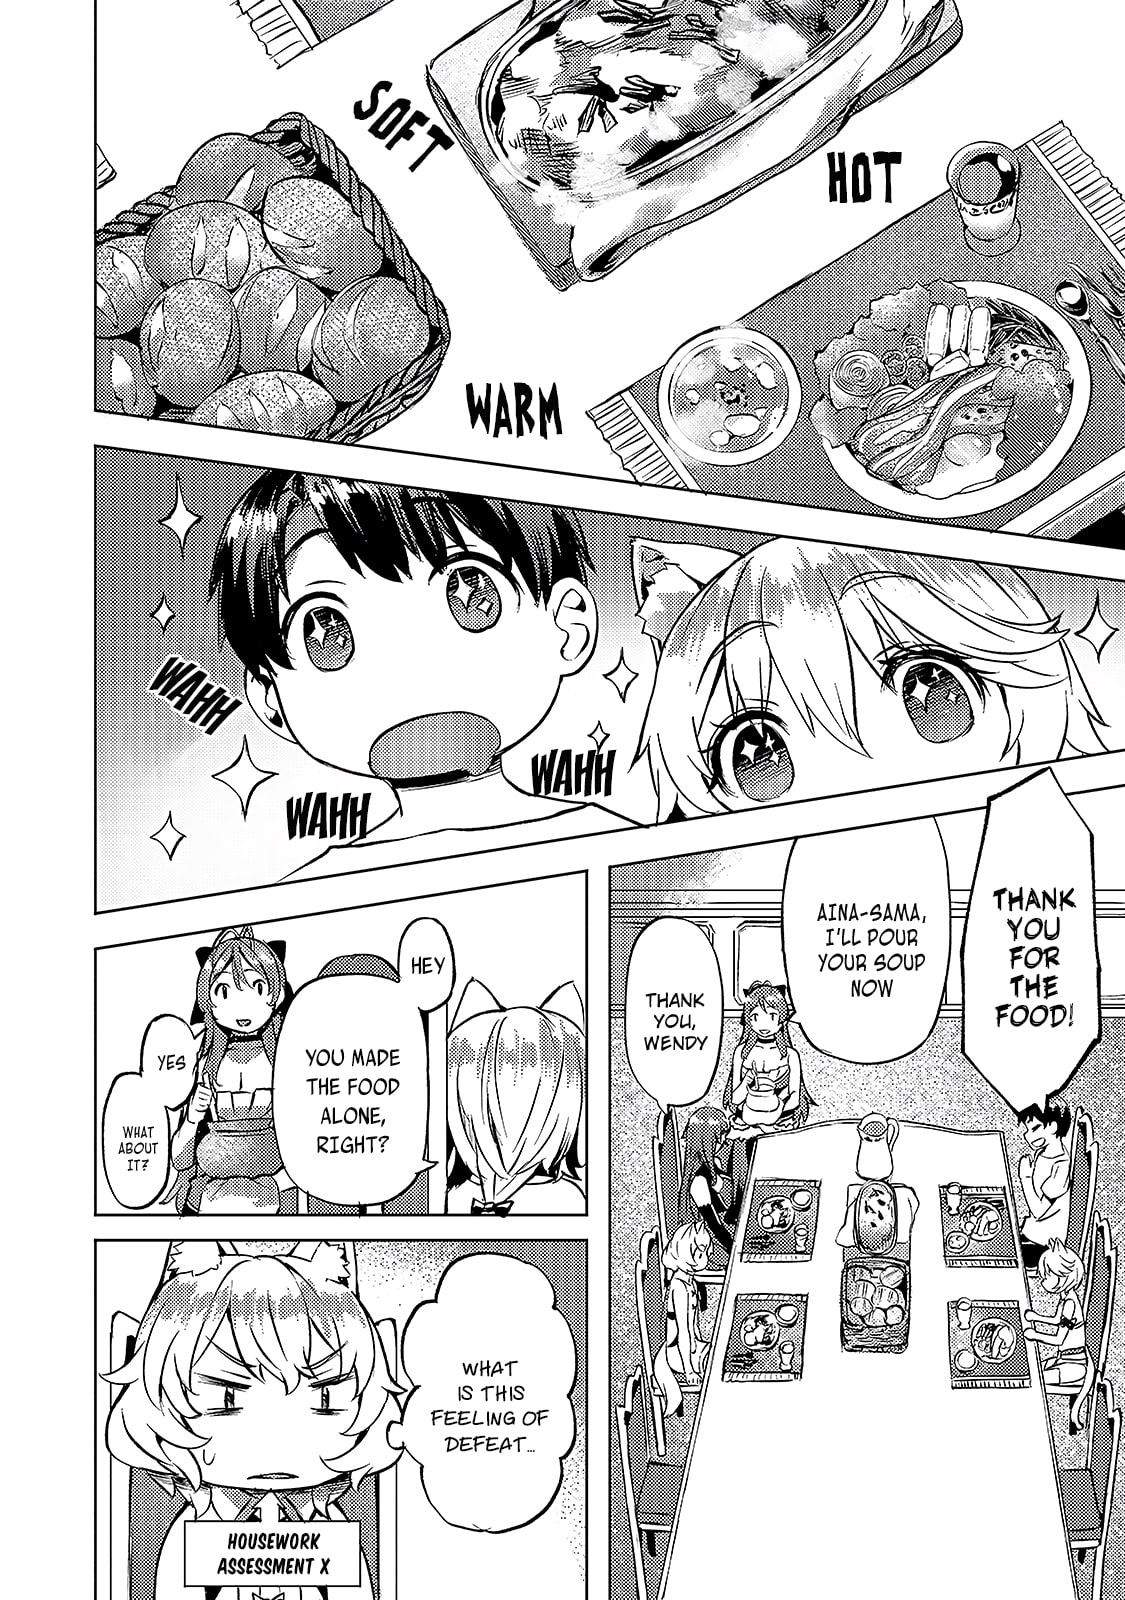 SOFT
HOT
WARM
WAHH
WAHH
WAHH
THANK
YOU
FOR
THE
FOOD!
AINA-SAMA,
I'LL POUR
YOUR SOUP
NOW
THANK
YOU,
WENDY
HEY
YOU MADE
THE FOOD
ALONE,
RIGHT?
YES
WHAT
ABOUT
IT?
WHAT
IS THIS
FEELING OF
DEFEAT...
HOUSEWORK
ASSESSMENT X